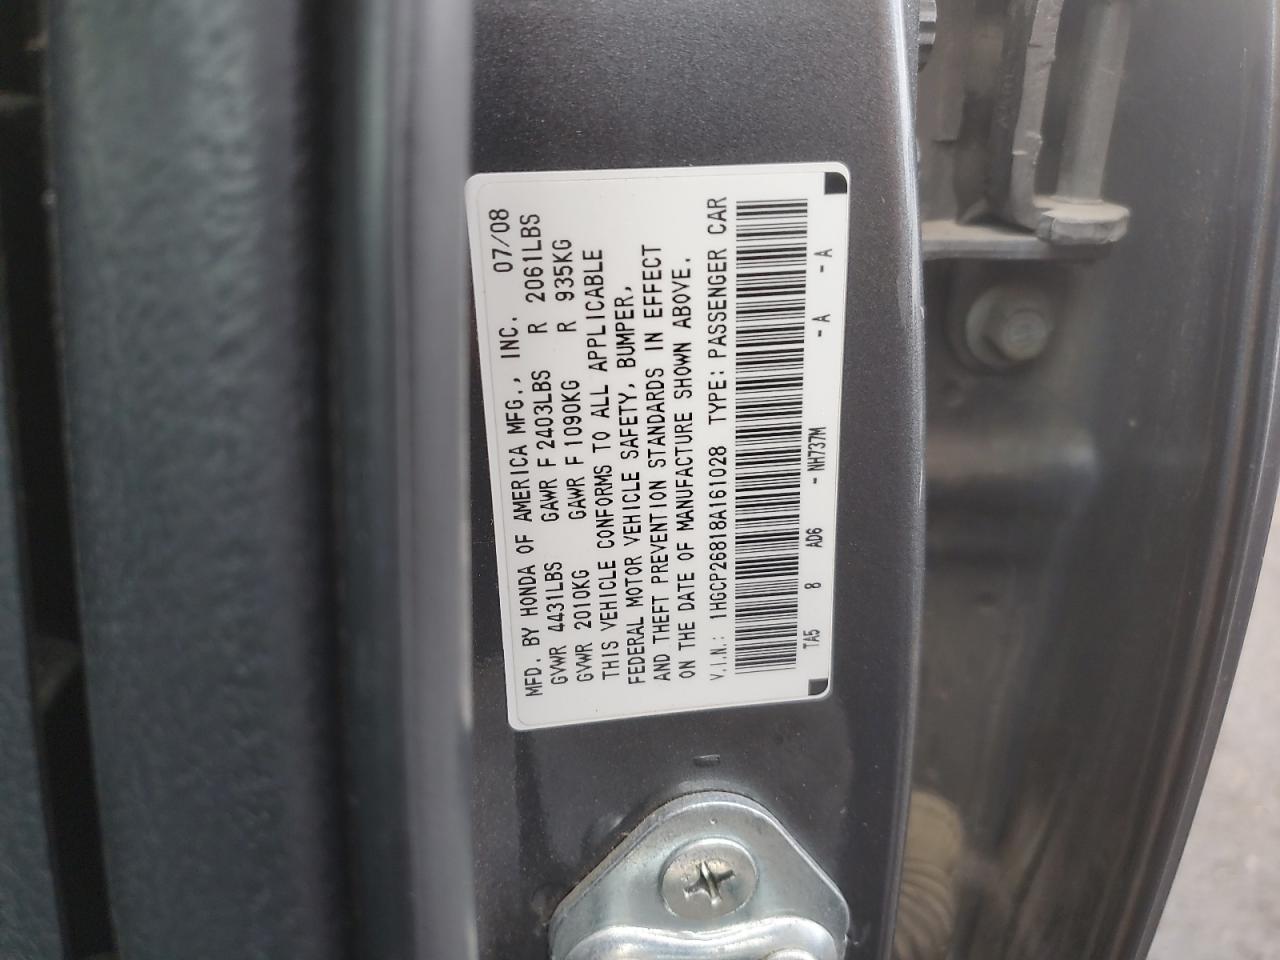 MFD. BY HONDA OF AMERICA MFG., INC. 07/08
GVWR 4431LBS GAWR F 2403LBS R 2061LBS
GVWR 2010KG GAWR F 1090KG R 935KG
THIS VEHICLE CONFORMS TO ALL APPLICABLE
FEDERAL MOTOR VEHICLE SAFETY, BUMPER,
AND THEFT PREVENTION STANDARDS IN EFFECT
ON THE DATE OF MANUFACTURE SHOWN ABOVE.
V.I.N.: 1HGCP26818A161028 TYPE: PASSENGER CAR
TA5 8 AD6 - NH737M - A - A